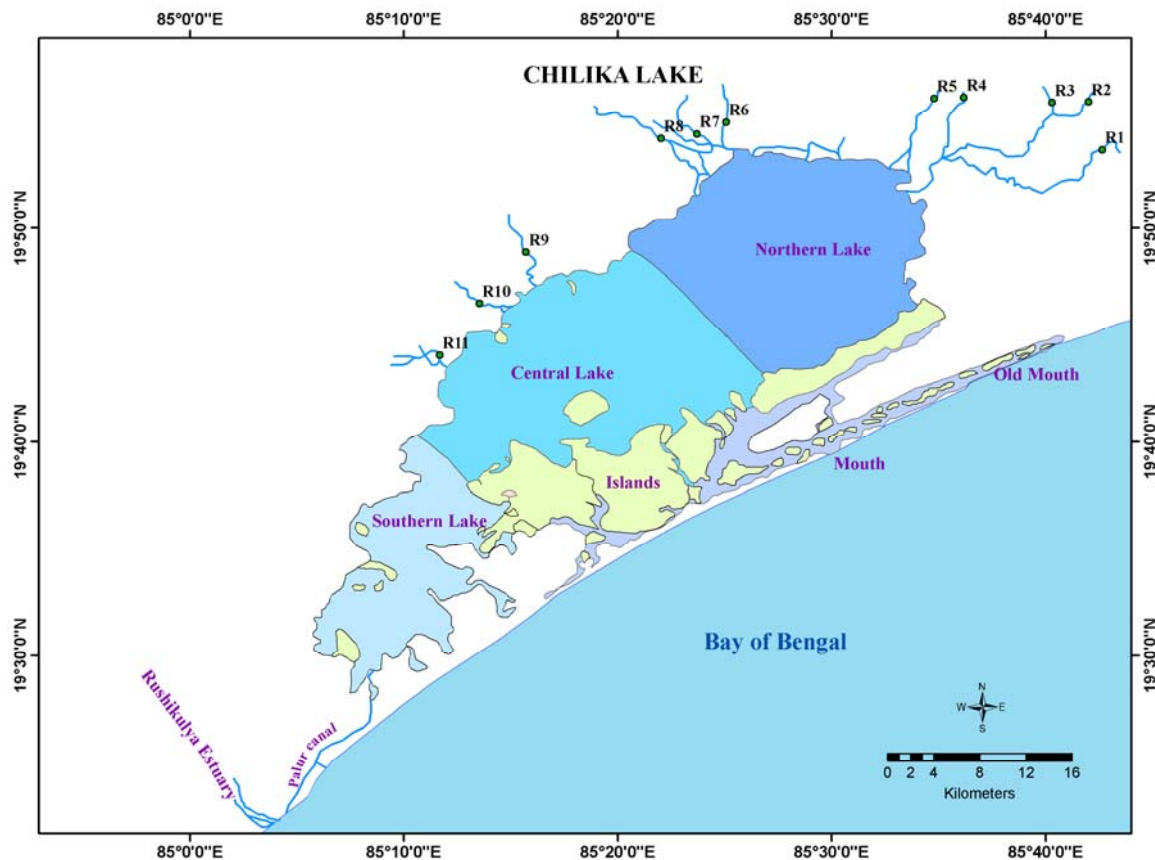 85°0'0"E 85°10'0"E 85°20'0"E 85°30'0"E 85°40'0"E
CHILIKA LAKE
R5 R4 R3 R2
R6
R7
R8
R1
19°50'0"N 19°50'0"N
R9
Northern Lake
R10
R11
Central Lake
Old Mouth
19°40'0"N 19°40'0"N
Mouth
Islands
Southern Lake
Bay of Bengal
19°30'0"N 19°30'0"N
Rushikulya Estuary
Palur canal
N
W E
S
0 2 4 8 12 16
Kilometers
85°0'0"E 85°10'0"E 85°20'0"E 85°30'0"E 85°40'0"E